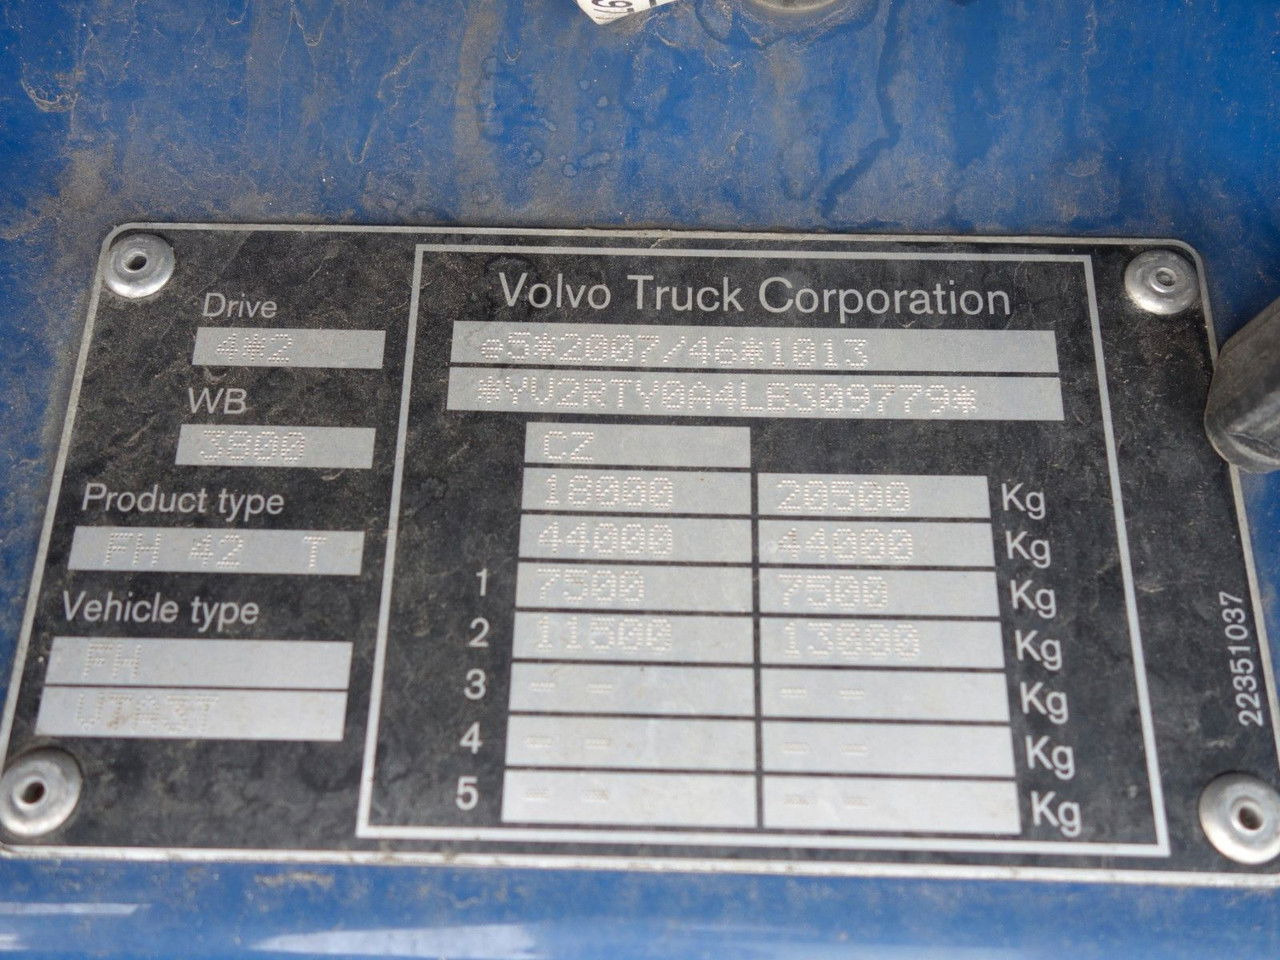 Volvo Truck Corporation
Drive
4*2
e5*2007/46*1013
WB
*YV2RTY0A4LB309779*
3800
CZ
Product type
18000 20500 Kg
FH 42 T
44000 44000 Kg
1 7500 7500 Kg
Vehicle type
2 11500 13000 Kg
FH
3 -- -- -- -- Kg
VTA3T
4 -- -- -- -- Kg
5 -- -- -- -- Kg
22351037